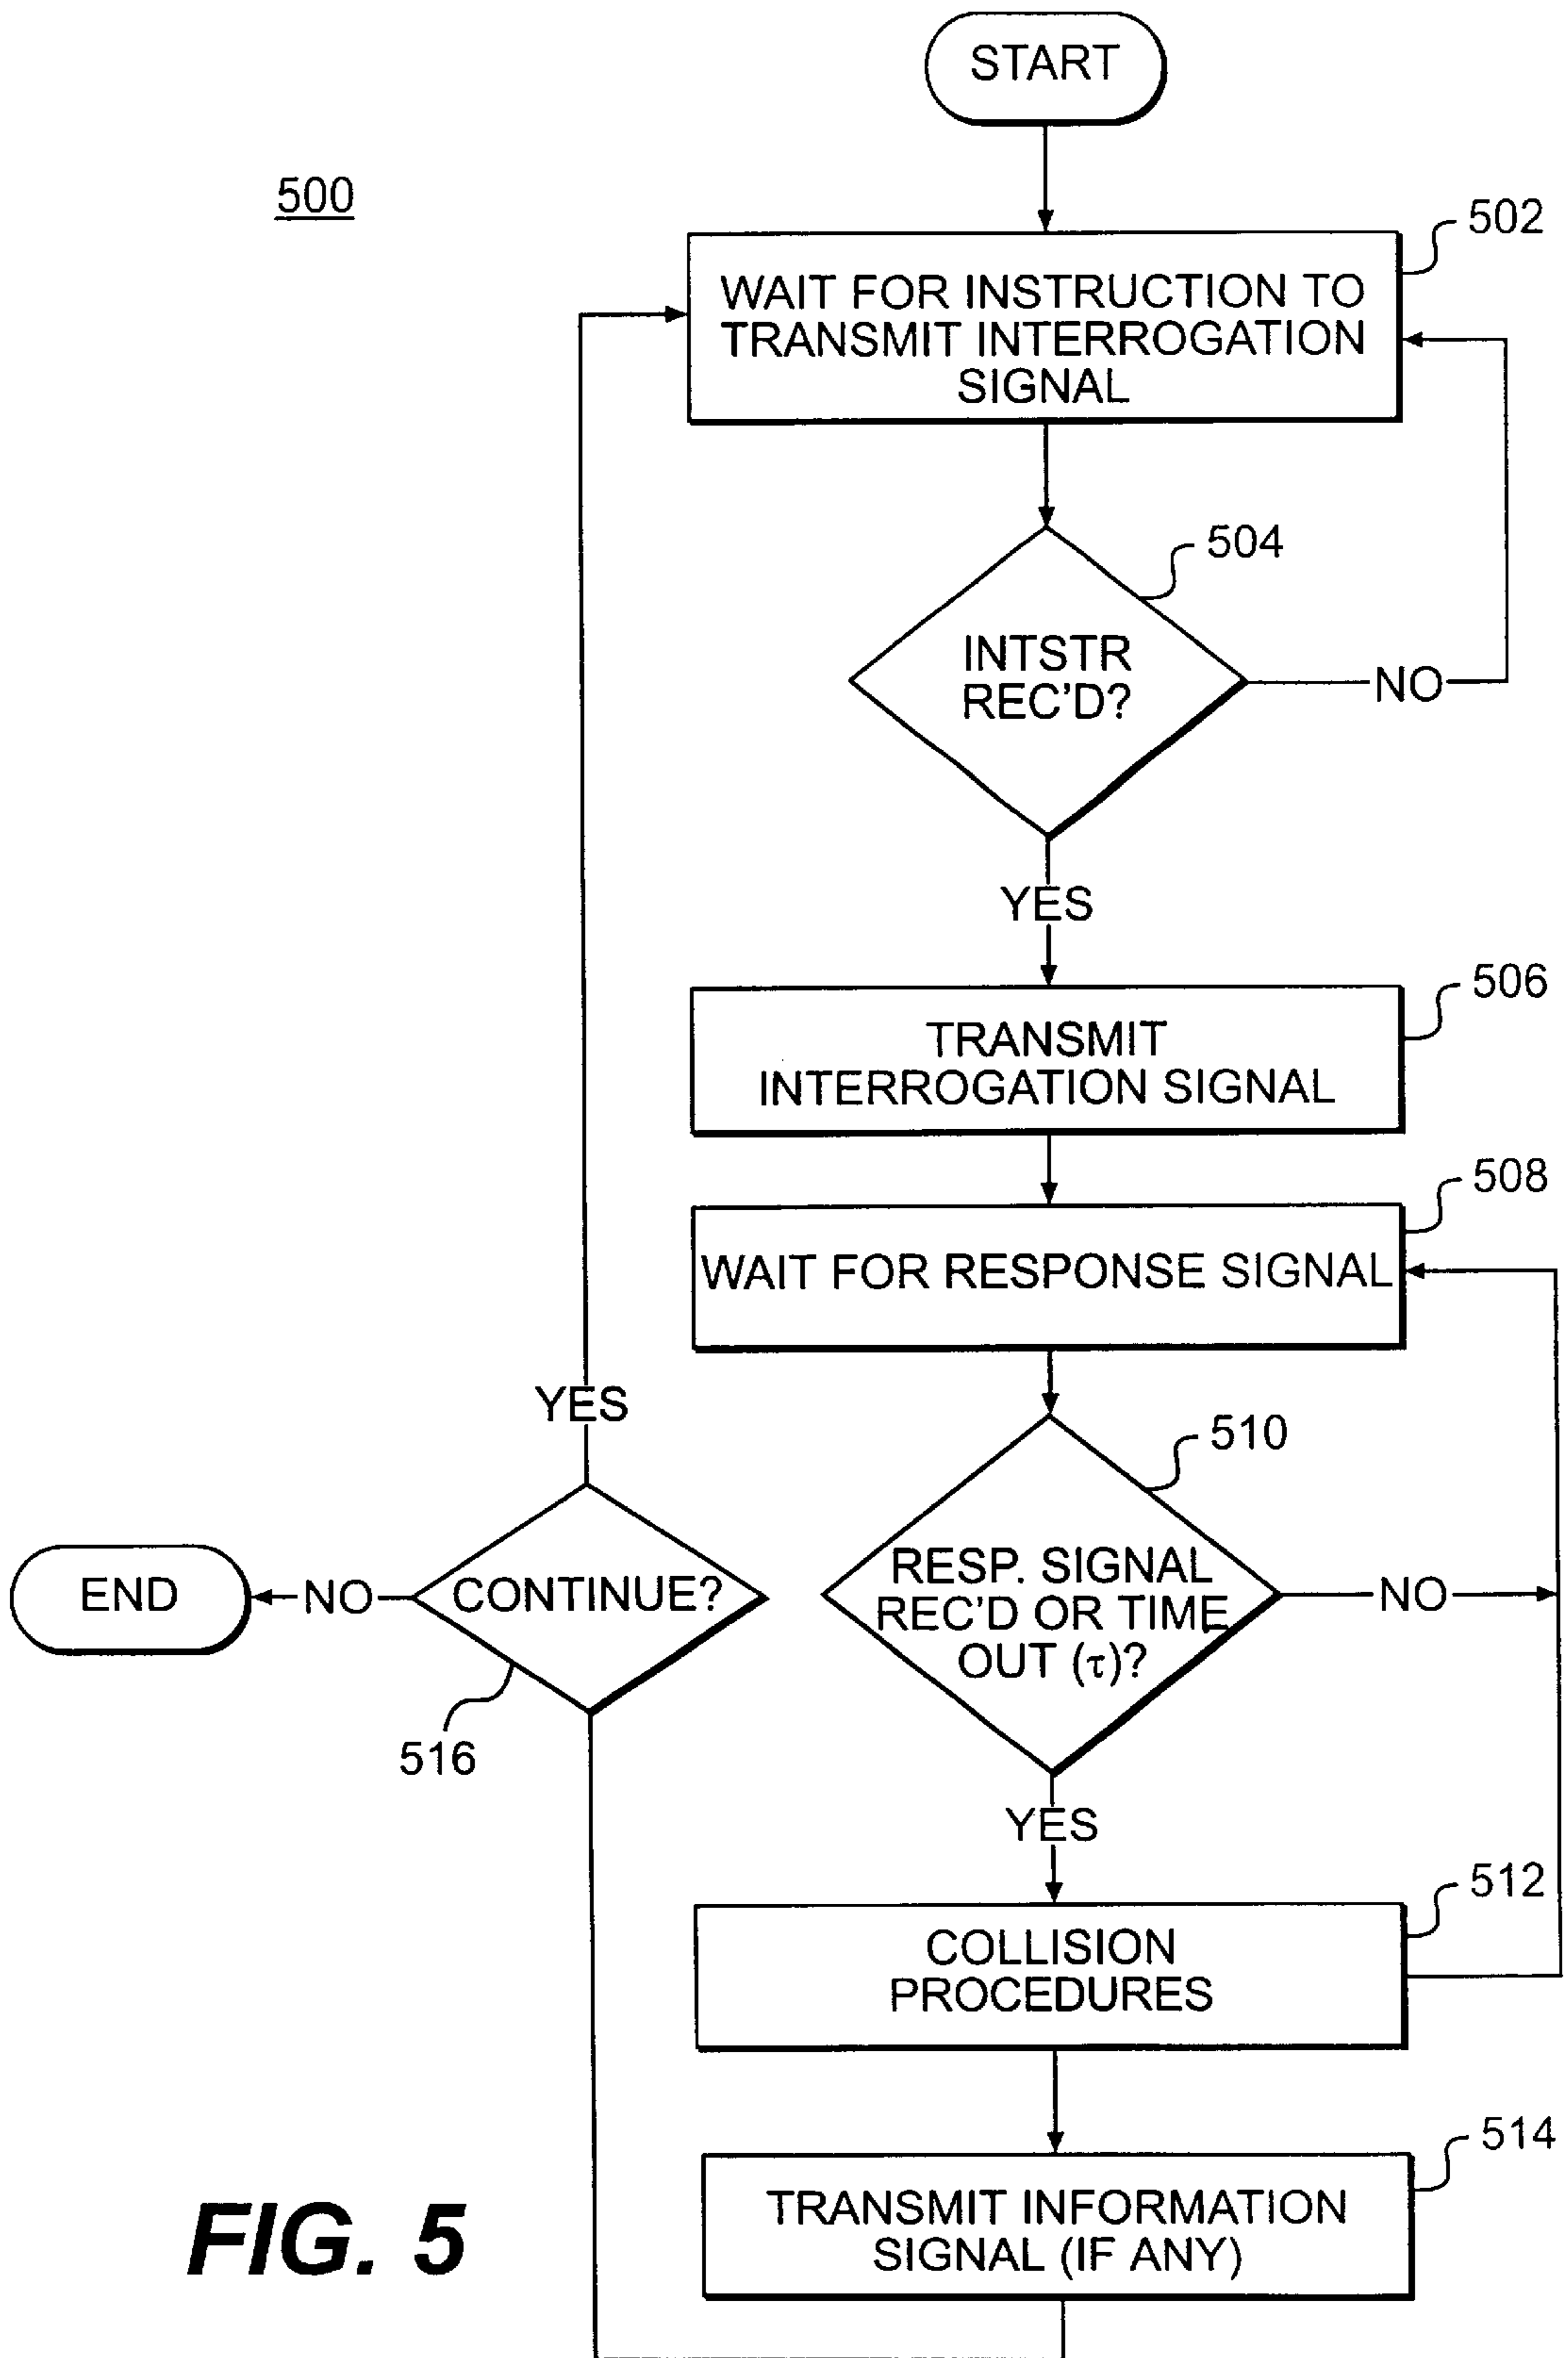 START
500
502
WAIT FOR INSTRUCTION TO
TRANSMIT INTERROGATION
SIGNAL
504
INTSTR
REC'D?
NO
YES
506
TRANSMIT
INTERROGATION SIGNAL
508
WAIT FOR RESPONSE SIGNAL
YES
510
RESP. SIGNAL
REC'D OR TIME
OUT (τ)?
NO
END
NO
CONTINUE?
516
YES
512
COLLISION
PROCEDURES
514
TRANSMIT INFORMATION
SIGNAL (IF ANY)
FIG. 5